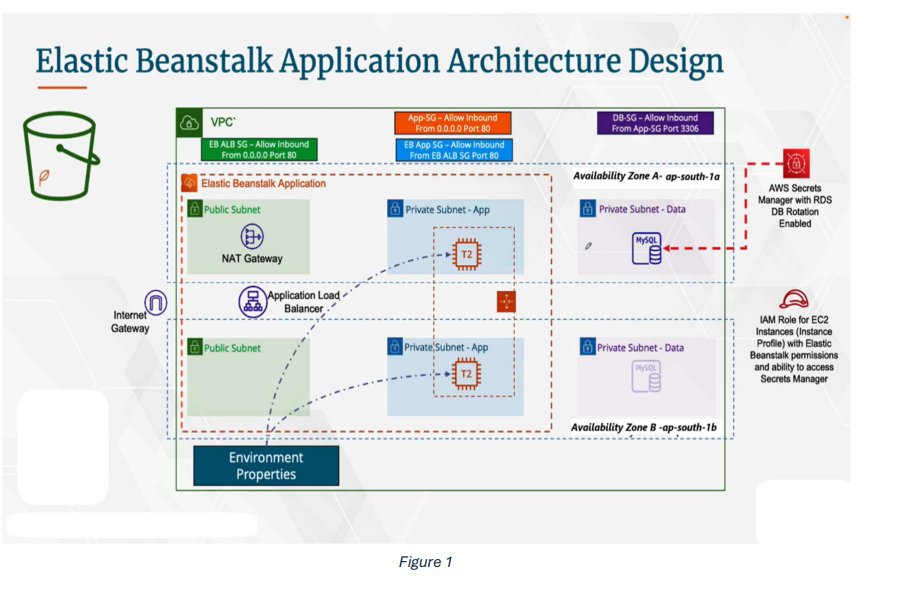 Elastic Beanstalk Application Architecture Design
VPC
App-SG – Allow Inbound
From 0.0.0.0 Port 80
DB-SG – Allow Inbound
From App-SG Port 3306
EB ALB SG – Allow Inbound
From 0.0.0.0 Port 80
EB App SG – Allow Inbound
From EB ALB SG Port 80
Availability Zone A- ap-south-1a
Elastic Beanstalk Application
AWS Secrets
Manager with RDS
DB Rotation
Enabled
Public Subnet
Private Subnet - App
Private Subnet - Data
NAT Gateway
T2
MySQL
Internet
Gateway
Application Load
Balancer
IAM Role for EC2
Instances (Instance
Profile) with Elastic
Beanstalk permissions
and ability to access
Secrets Manager
Public Subnet
Private Subnet - App
Private Subnet - Data
T2
MySQL
Availability Zone B -ap-south-1b
Environment
Properties
Figure 1